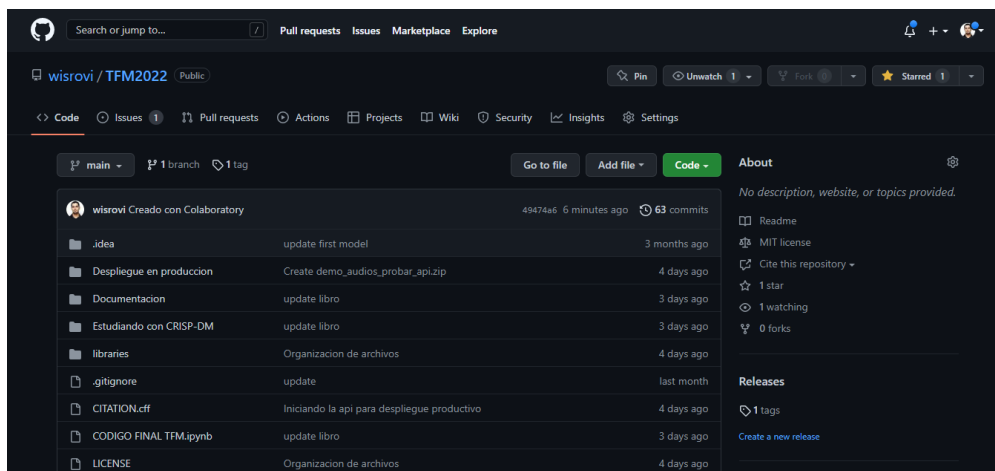 Search or jump to... / Pull requests Issues Marketplace Explore
wisrovi / TFM2022 Public Pin Unwatch 1 Fork 0 Starred 1
Code Issues 1 Pull requests Actions Projects Wiki Security Insights Settings
main 1 branch 1 tag Go to file Add file Code
wisrovi Creado con Colaboratory 49474a6 6 minutes ago 63 commits
.idea update first model 3 months ago
Despliegue en produccion Create demo_audios_probar_api.zip 4 days ago
Documentacion update libro 3 days ago
Estudiando con CRISP-DM update libro 3 days ago
libraries Organizacion de archivos 4 days ago
.gitignore update last month
CITATION.cff Iniciando la api para despliegue productivo 4 days ago
CODIGO FINAL TFM.ipynb update libro 3 days ago
LICENSE Organizacion de archivos 4 days ago
About
No description, website, or topics provided.
Readme
MIT license
Cite this repository
1 star
1 watching
0 forks
Releases
1 tags
Create a new release